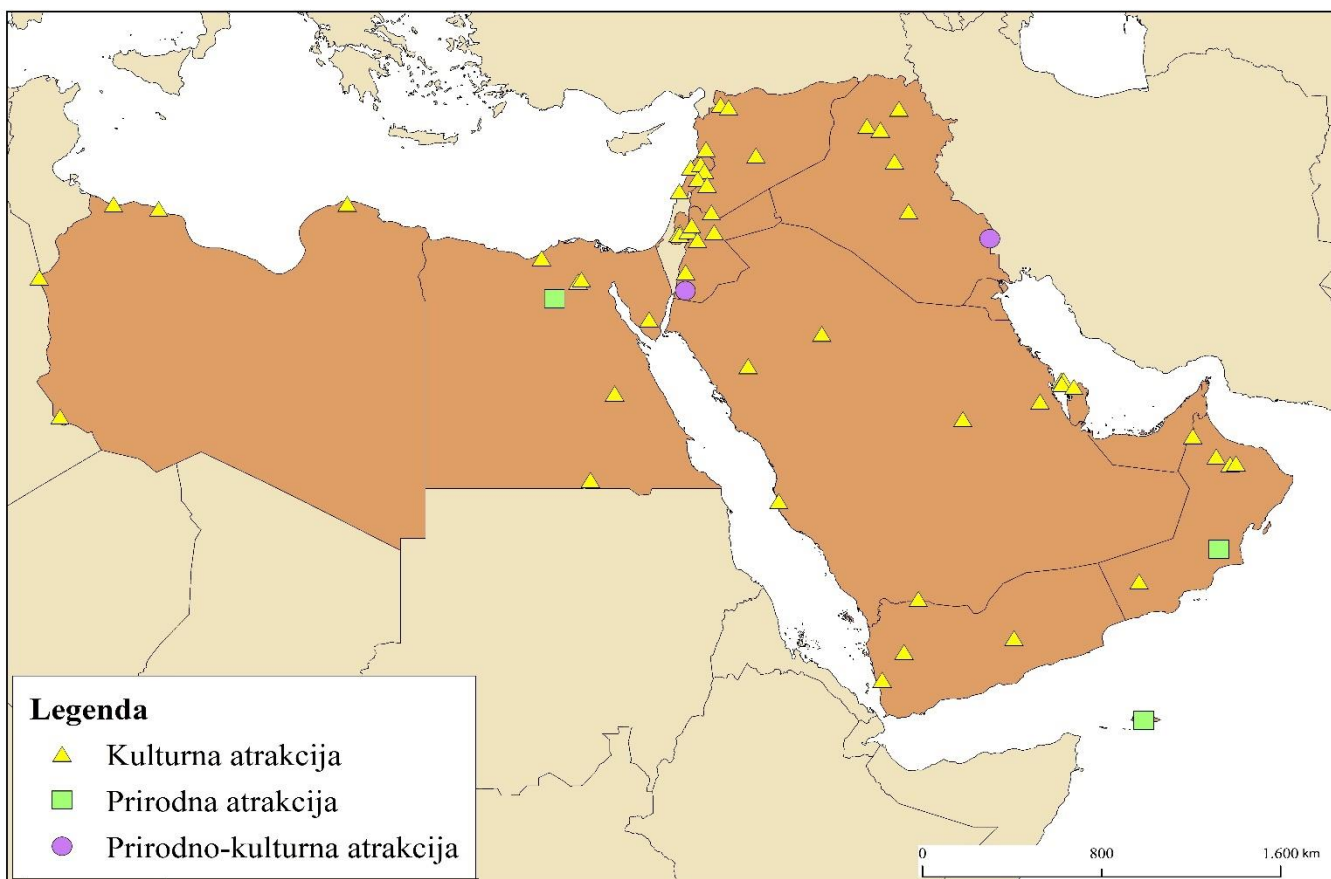 Legenda
Kulturna atrakcija
Prirodna atrakcija
Prirodno-kulturna atrakcija
0 800 1.600 km